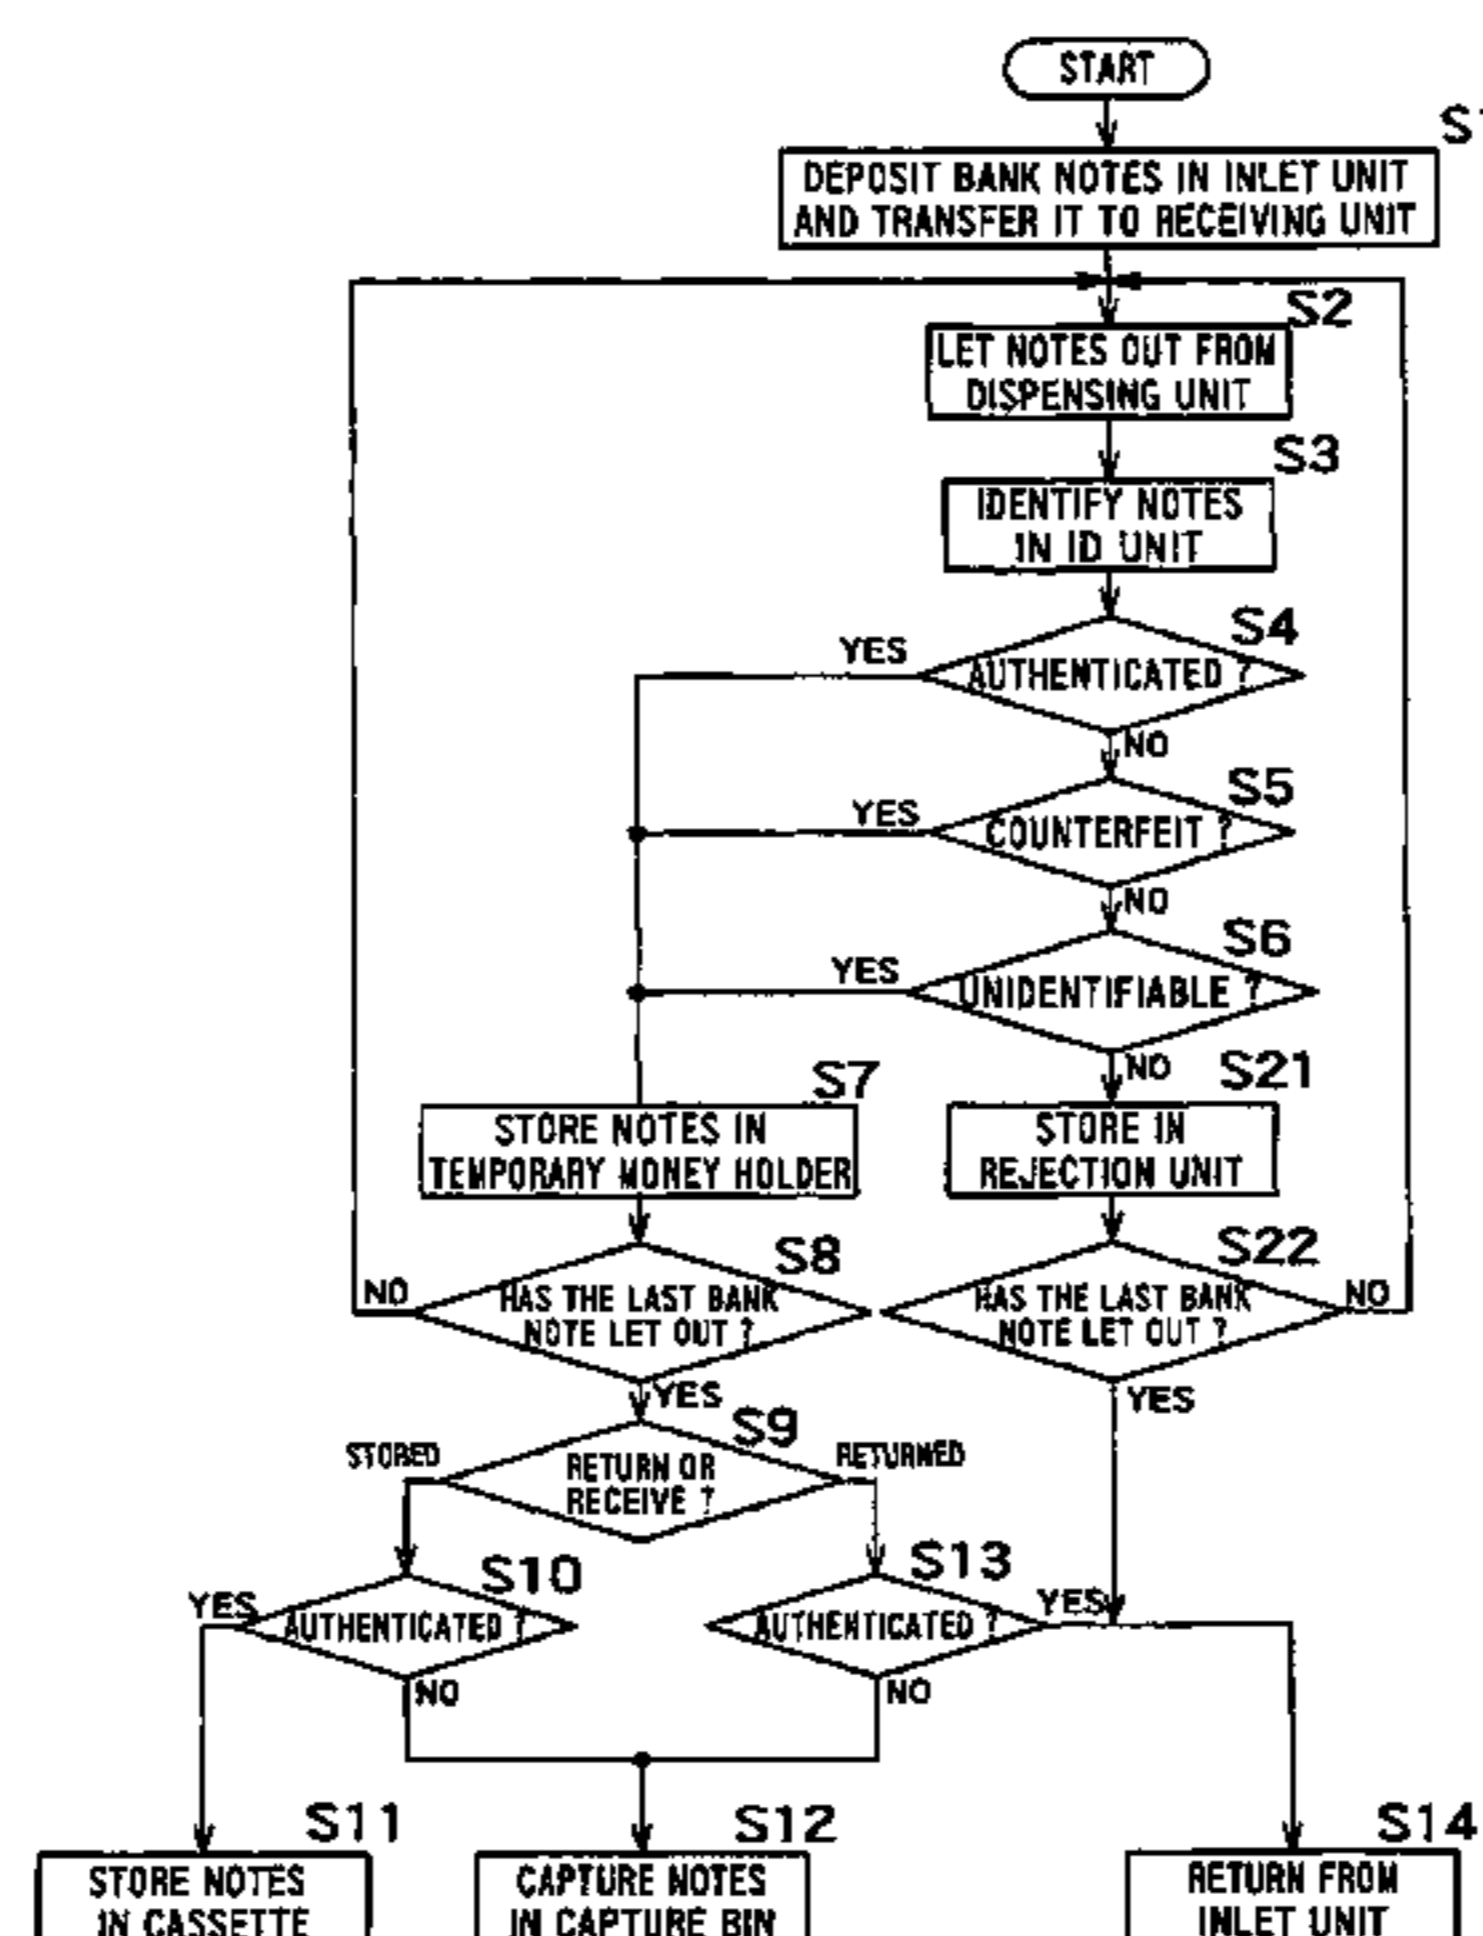 START
S1
DEPOSIT BANK NOTES IN INLET UNIT
AND TRANSFER IT TO RECEIVING UNIT
S2
LET NOTES OUT FROM
DISPENSING UNIT
S3
IDENTIFY NOTES
IN ID UNIT
S4
YES
AUTHENTICATED ?
NO
S5
YES
COUNTERFEIT ?
NO
S6
YES
UNIDENTIFIABLE ?
NO
S7
STORE NOTES IN
TEMPORARY MONEY HOLDER
S21
STORE IN
REJECTION UNIT
S8
NO
HAS THE LAST BANK
NOTE LET OUT ?
YES
S22
HAS THE LAST BANK
NOTE LET OUT ?
NO
YES
S9
STORED
RETURN OR
RECEIVE ?
RETURNED
S10
YES
AUTHENTICATED ?
NO
S13
AUTHENTICATED ?
YES
NO
S11
STORE NOTES
IN CASSETTE
S12
CAPTURE NOTES
IN CAPTURE BIN
S14
RETURN FROM
INLET UNIT